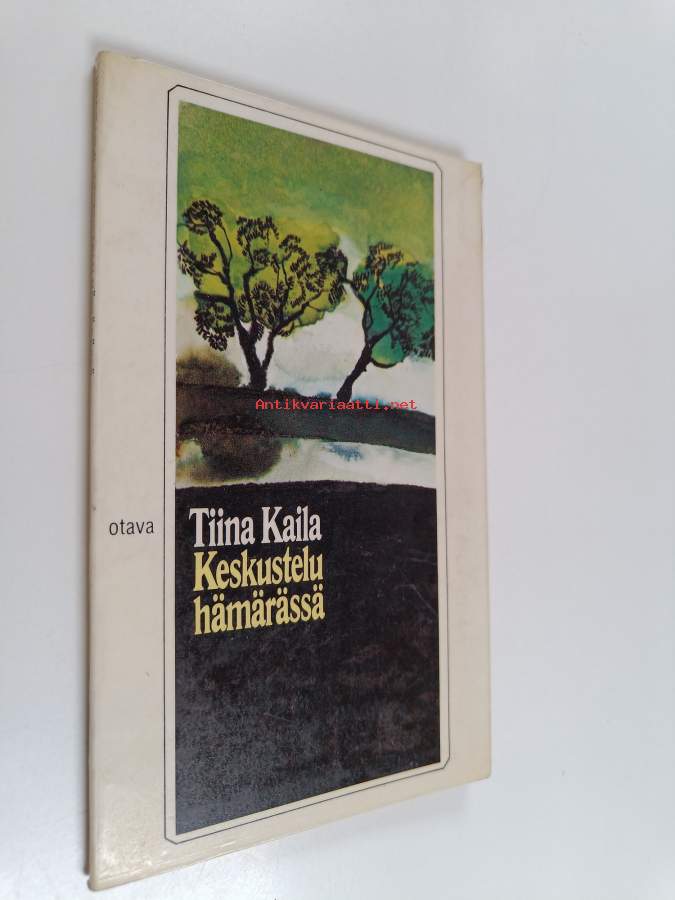 Antikvariaatti.net
otava
Tiina Kaila
Keskustelu
hämärässä